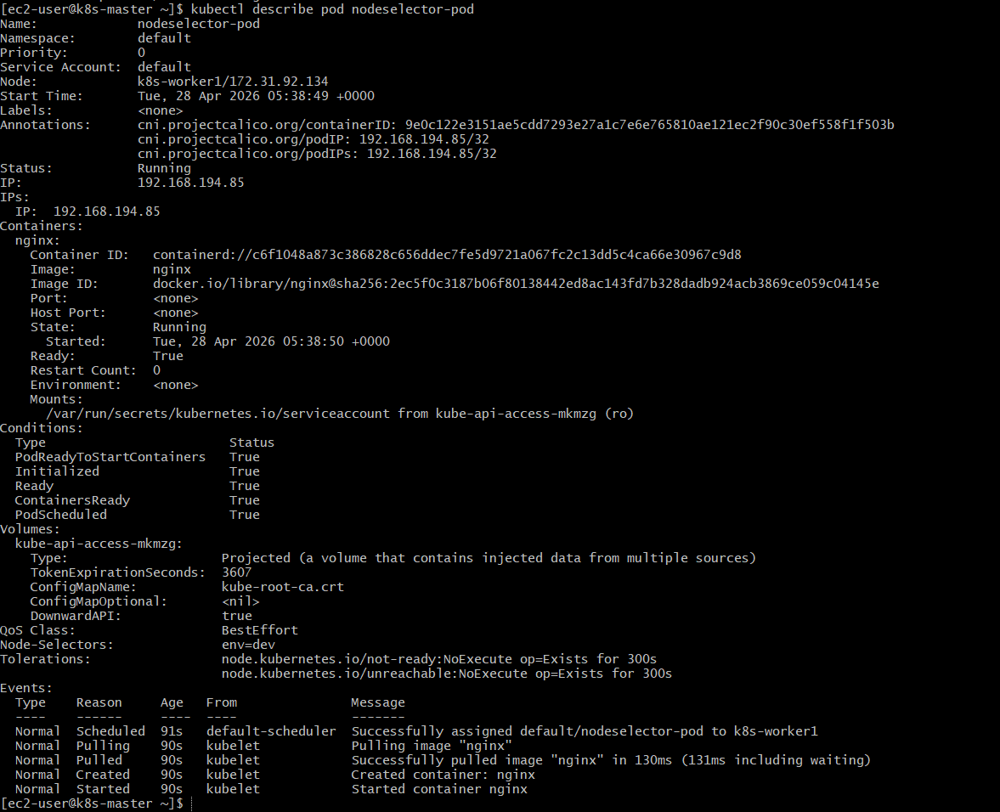 [ec2-user@k8s-master ~]$ kubectl describe pod nodeselector-pod
Name:             nodeselector-pod
Namespace:        default
Priority:         0
Service Account:  default
Node:             k8s-worker1/172.31.92.134
Start Time:       Tue, 28 Apr 2026 05:38:49 +0000
Labels:           <none>
Annotations:      cni.projectcalico.org/containerID: 9e0c122e3151ae5cdd7293e27a1c7e6e765810ae121ec2f90c30ef558f1f503b
                  cni.projectcalico.org/podIP: 192.168.194.85/32
                  cni.projectcalico.org/podIPs: 192.168.194.85/32
Status:           Running
IP:               192.168.194.85
IPs:
  IP:  192.168.194.85
Containers:
  nginx:
    Container ID:   containerd://c6f1048a873c386828c656ddec7fe5d9721a067fc2c13dd5c4ca66e30967c9d8
    Image:          nginx
    Image ID:       docker.io/library/nginx@sha256:2ec5f0c3187b06f80138442ed8ac143fd7b328dadb924acb3869ce059c04145e
    Port:           <none>
    Host Port:      <none>
    State:          Running
      Started:      Tue, 28 Apr 2026 05:38:50 +0000
    Ready:          True
    Restart Count:  0
    Environment:    <none>
    Mounts:
      /var/run/secrets/kubernetes.io/serviceaccount from kube-api-access-mkmzg (ro)
Conditions:
  Type                        Status
  PodReadyToStartContainers   True
  Initialized                 True
  Ready                       True
  ContainersReady             True
  PodScheduled                True
Volumes:
  kube-api-access-mkmzg:
    Type:                    Projected (a volume that contains injected data from multiple sources)
    TokenExpirationSeconds:  3607
    ConfigMapName:           kube-root-ca.crt
    ConfigMapOptional:       <nil>
    DownwardAPI:             true
QoS Class:                   BestEffort
Node-Selectors:              env=dev
Tolerations:                 node.kubernetes.io/not-ready:NoExecute op=Exists for 300s
                             node.kubernetes.io/unreachable:NoExecute op=Exists for 300s
Events:
  Type    Reason     Age   From               Message
  ----    ------     ----  ----               -------
  Normal  Scheduled  91s   default-scheduler  Successfully assigned default/nodeselector-pod to k8s-worker1
  Normal  Pulling    90s   kubelet            Pulling image "nginx"
  Normal  Pulled     90s   kubelet            Successfully pulled image "nginx" in 130ms (131ms including waiting)
  Normal  Created    90s   kubelet            Created container: nginx
  Normal  Started    90s   kubelet            Started container nginx
[ec2-user@k8s-master ~]$